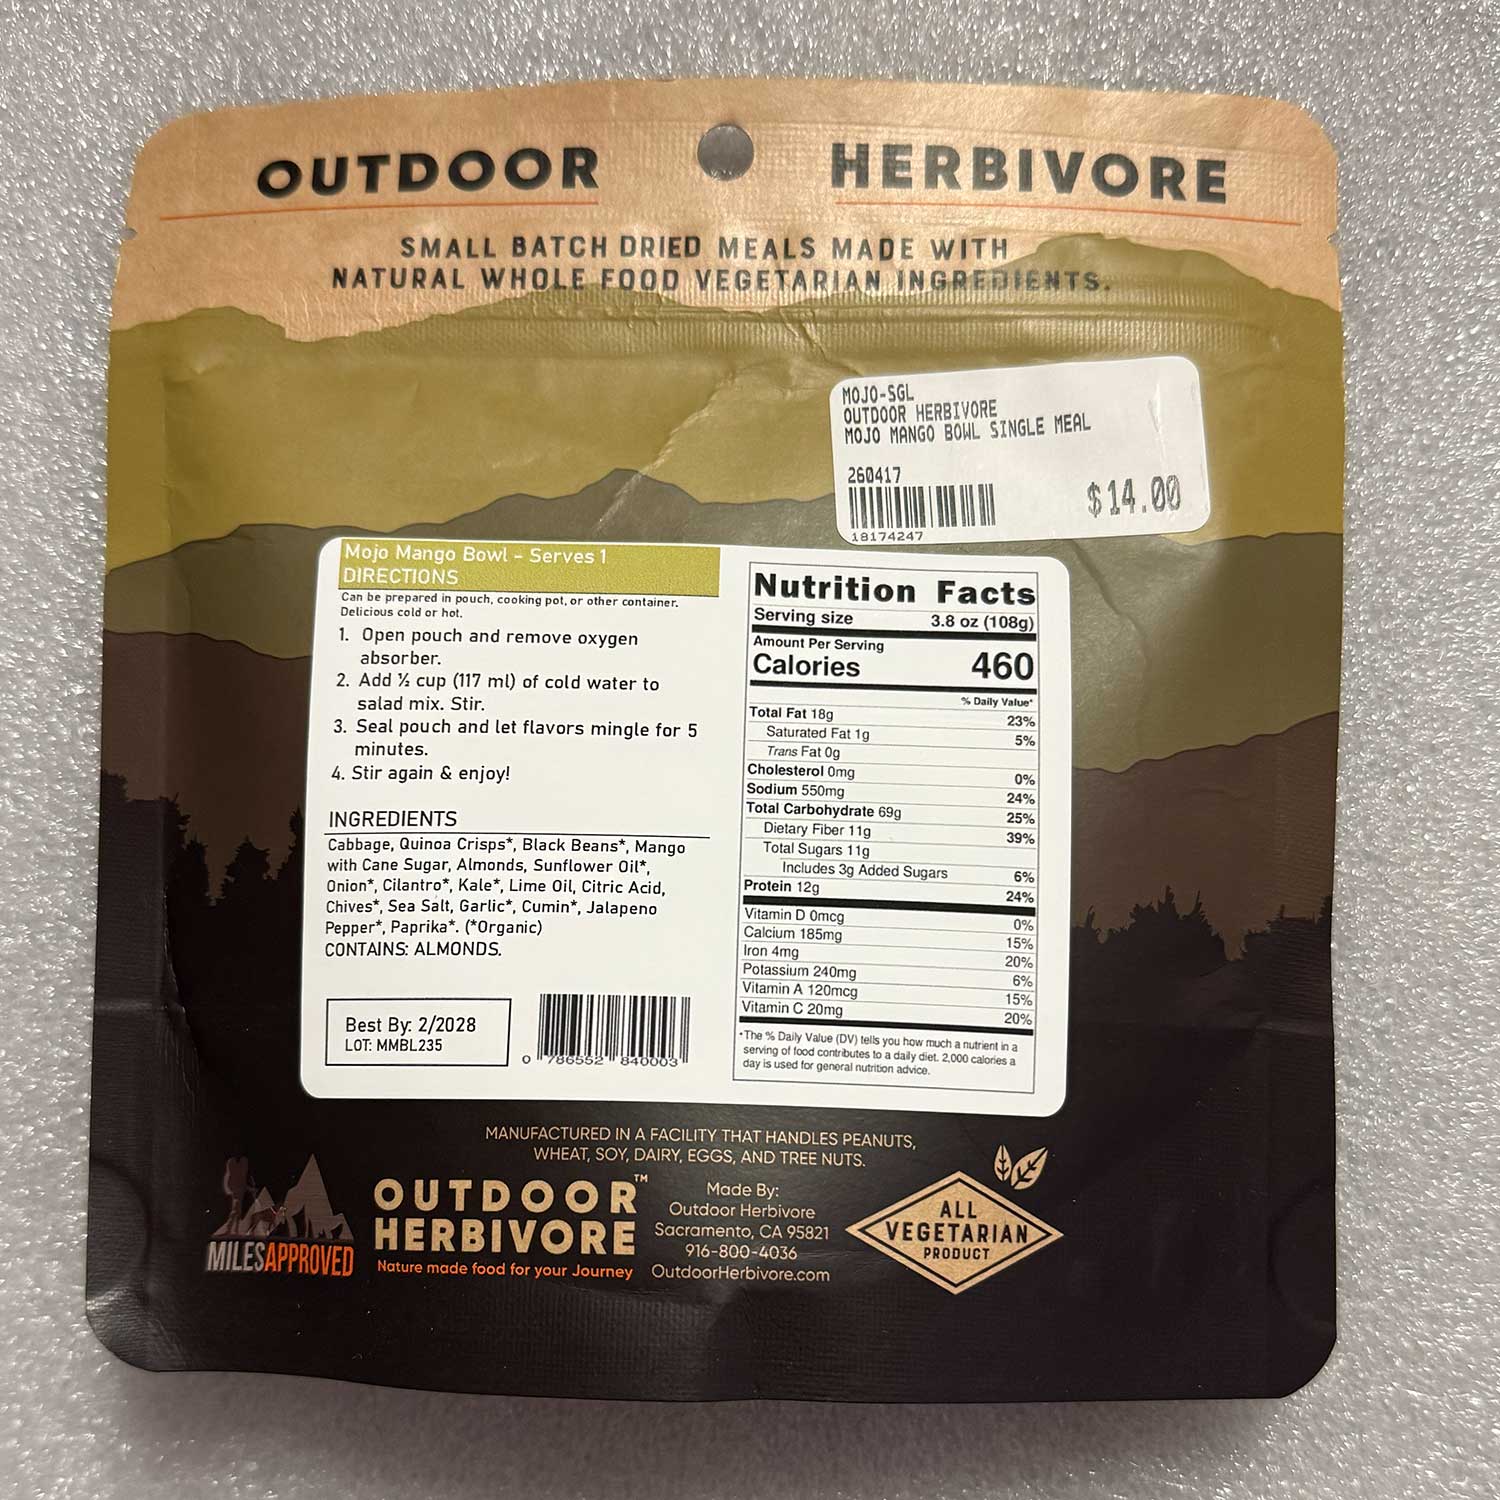 OUTDOOR HERBIVORE
SMALL BATCH DRIED MEALS MADE WITH
NATURAL WHOLE FOOD VEGETARIAN INGREDIENTS.
MOJO-SGL
OUTDOOR HERBIVORE
MOJO MANGO BOWL SINGLE MEAL
260417
$14.00
18174247
Mojo Mango Bowl - Serves 1
DIRECTIONS
Can be prepared in pouch, cooking pot, or other container.
Delicious cold or hot.
1. Open pouch and remove oxygen
absorber.
2. Add ½ cup (117 ml) of cold water to
salad mix. Stir.
3. Seal pouch and let flavors mingle for 5
minutes.
4. Stir again & enjoy!
INGREDIENTS
Cabbage, Quinoa Crisps*, Black Beans*, Mango
with Cane Sugar, Almonds, Sunflower Oil*,
Onion*, Cilantro*, Kale*, Lime Oil, Citric Acid,
Chives*, Sea Salt, Garlic*, Cumin*, Jalapeno
Pepper*, Paprika*. (*Organic)
CONTAINS: ALMONDS.
Best By: 2/2028
LOT: MMBL235
0 786552 840003
Nutrition Facts
Serving size 3.8 oz (108g)
Amount Per Serving
Calories 460
% Daily Value*
Total Fat 18g 23%
Saturated Fat 1g 5%
Trans Fat 0g
Cholesterol 0mg 0%
Sodium 550mg 24%
Total Carbohydrate 69g 25%
Dietary Fiber 11g 39%
Total Sugars 11g
Includes 3g Added Sugars 6%
Protein 12g 24%
Vitamin D 0mcg 0%
Calcium 185mg 15%
Iron 4mg 20%
Potassium 240mg 6%
Vitamin A 120mcg 15%
Vitamin C 20mg 20%
*The % Daily Value (DV) tells you how much a nutrient in a
serving of food contributes to a daily diet. 2,000 calories a
day is used for general nutrition advice.
MANUFACTURED IN A FACILITY THAT HANDLES PEANUTS,
WHEAT, SOY, DAIRY, EGGS, AND TREE NUTS.
MILESAPPROVED
OUTDOOR™
HERBIVORE
Nature made food for your Journey
Made By:
Outdoor Herbivore
Sacramento, CA 95821
916-800-4036
OutdoorHerbivore.com
ALL
VEGETARIAN
PRODUCT